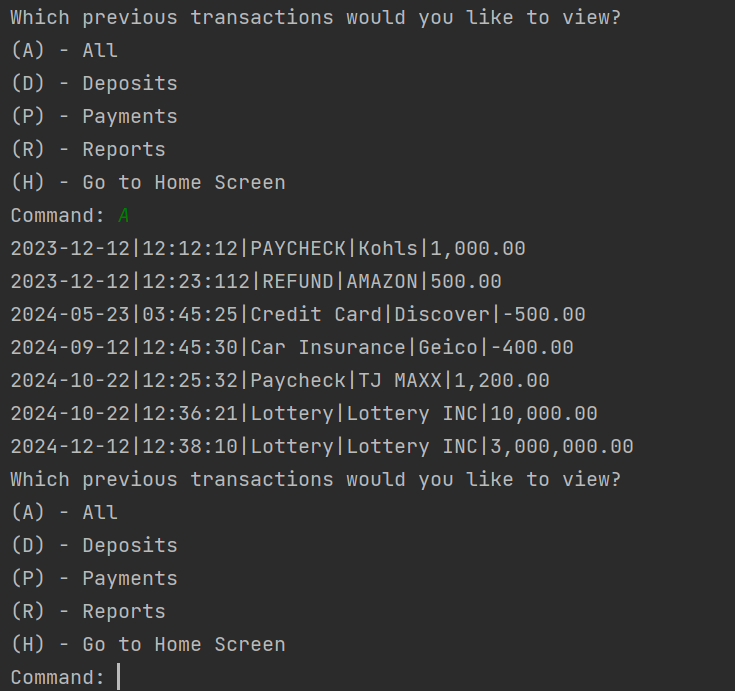 Which previous transactions would you like to view?
(A) - All
(D) - Deposits
(P) - Payments
(R) - Reports
(H) - Go to Home Screen
Command: A
2023-12-12|12:12:12|PAYCHECK|Kohls|1,000.00
2023-12-12|12:23:112|REFUND|AMAZON|500.00
2024-05-23|03:45:25|Credit Card|Discover|-500.00
2024-09-12|12:45:30|Car Insurance|Geico|-400.00
2024-10-22|12:25:32|Paycheck|TJ MAXX|1,200.00
2024-10-22|12:36:21|Lottery|Lottery INC|10,000.00
2024-12-12|12:38:10|Lottery|Lottery INC|3,000,000.00
Which previous transactions would you like to view?
(A) - All
(D) - Deposits
(P) - Payments
(R) - Reports
(H) - Go to Home Screen
Command: